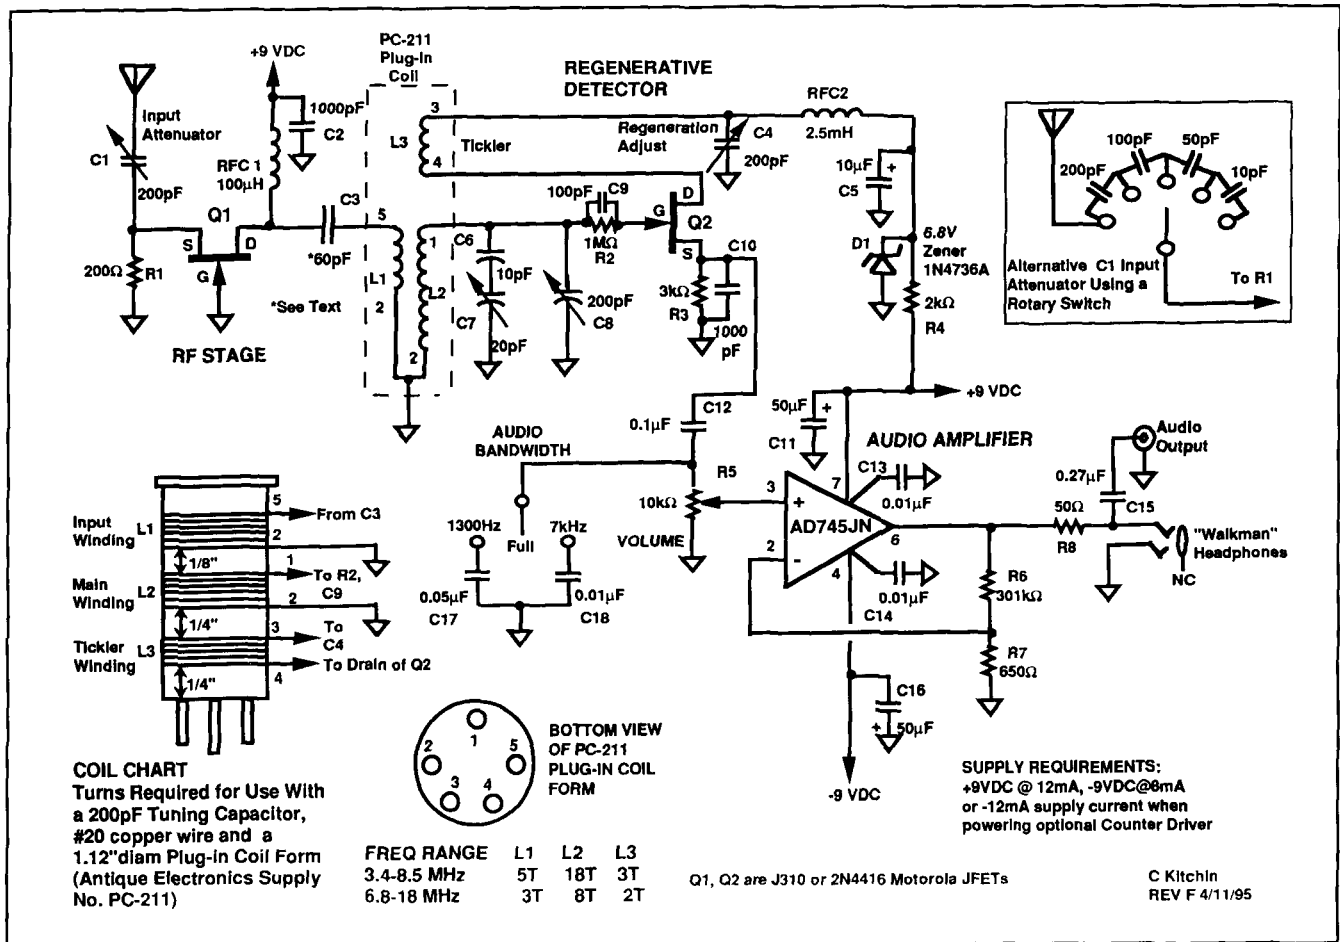 +9 VDC
PC-211
Plug-in
Coil
REGENERATIVE
DETECTOR
RFC2
2.5mH
Input
Attenuator
C1
200pF
1000pF
C2
RFC 1
100µH
Q1
S
D
G
200Ω
R1
C3
*60pF
*See Text
RF STAGE
3
L3
4
Tickler
5
L1
2
1
L2
2
C6
10pF
C7
20pF
200pF
C8
100pF
C9
1MΩ
R2
G
D
Q2
S
C10
3kΩ
R3
1000
pF
Regeneration
Adjust
C4
200pF
10µF
+
C5
D1
6.8V
Zener
1N4736A
2kΩ
R4
+9 VDC
200pF
100pF
50pF
10pF
Alternative C1 Input
Attenuator Using a
Rotary Switch
To R1
AUDIO
BANDWIDTH
0.1µF
C12
1300Hz
Full
7kHz
0.05µF
C17
0.01µF
C18
R5
10kΩ
VOLUME
50µF
+
C11
AUDIO AMPLIFIER
C13
0.01µF
3
+
7
AD745JN
6
2
-
4
0.01µF
C14
C16
+
50µF
-9 VDC
R6
301kΩ
R7
650Ω
50Ω
R8
0.27µF
C15
Audio
Output
"Walkman"
Headphones
NC
Input
Winding
L1
5
From C3
2
1/8"
Main
Winding
L2
1
To R2,
C9
2
1/4"
Tickler
Winding
L3
3
To
C4
To Drain of Q2
4
1/4"
1
2
3
4
5
BOTTOM VIEW
OF PC-211
PLUG-IN COIL
FORM
COIL CHART
Turns Required for Use With
a 200pF Tuning Capacitor,
#20 copper wire and a
1.12"diam Plug-in Coil Form
(Antique Electronics Supply
No. PC-211)
FREQ RANGE L1 L2 L3
3.4-8.5 MHz 5T 18T 3T
6.8-18 MHz 3T 8T 2T
SUPPLY REQUIREMENTS:
+9VDC @ 12mA, -9VDC@8mA
or -12mA supply current when
powering optional Counter Driver
Q1, Q2 are J310 or 2N4416 Motorola JFETs
C Kitchin
REV F 4/11/95